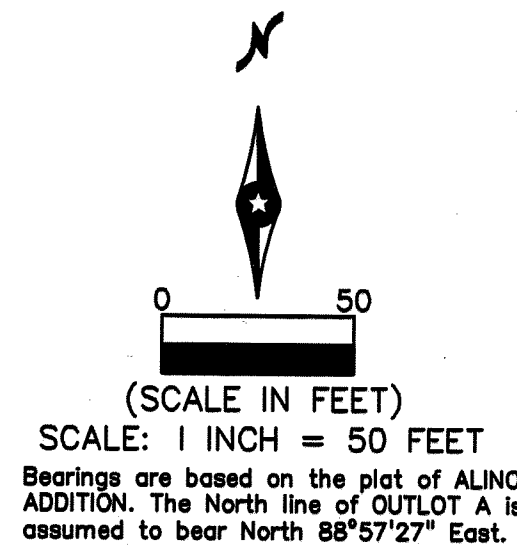 N
0 50
(SCALE IN FEET)
SCALE: 1 INCH = 50 FEET
Bearings are based on the plat of
ADDITION. The North line of OUTLOT A is
assumed to bear North 88°57'27" East.